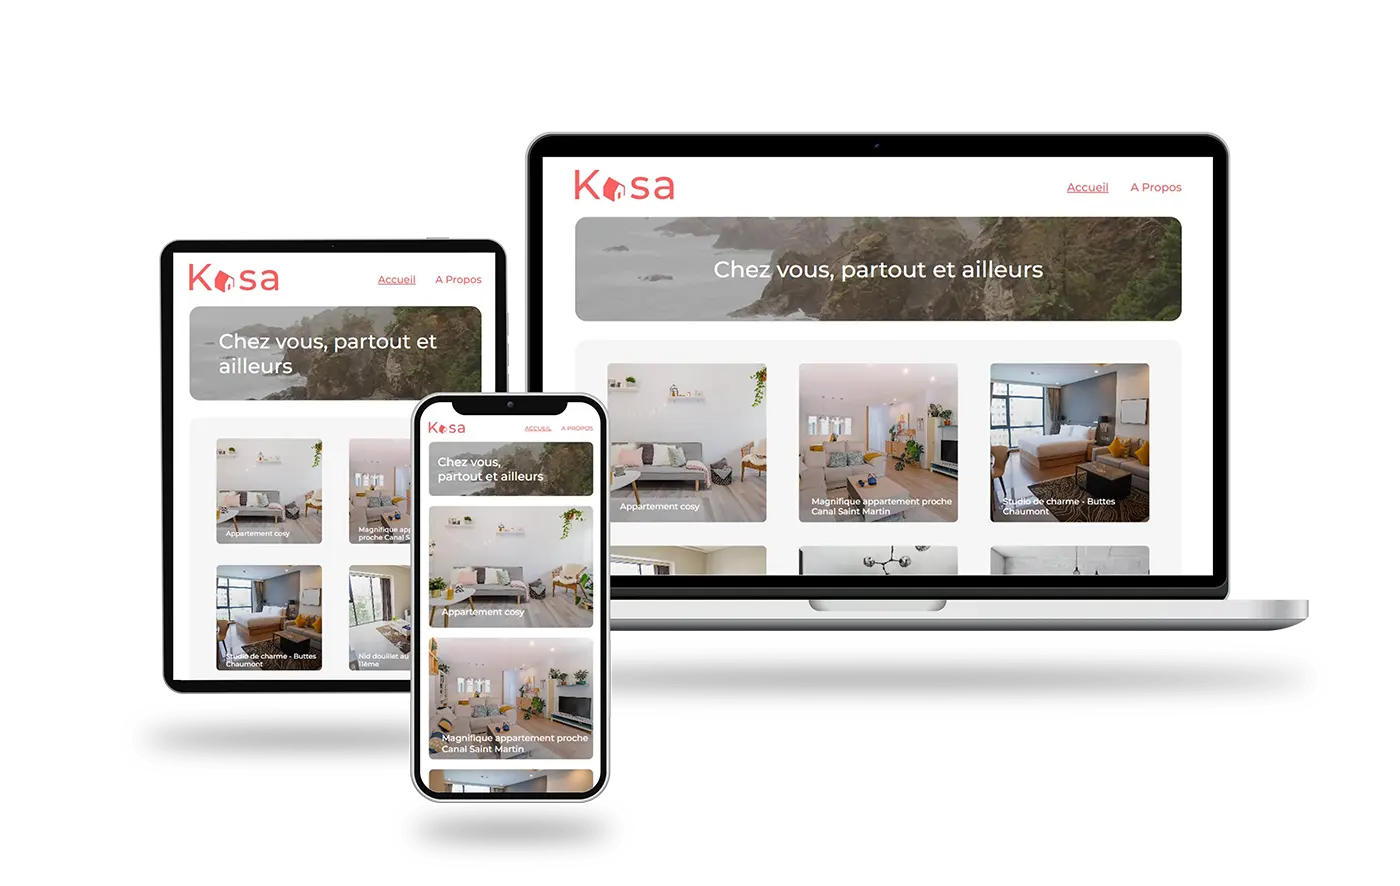 Kasa
Accueil A Propos
Chez vous, partout et ailleurs
Appartement cosy
Magnifique appartement proche
Canal Saint Martin
Studio de charme - Buttes
Chaumont
Kasa
Accueil A Propos
Chez vous, partout et
ailleurs
Appartement cosy
Magnifique app
proche Canal S
Studio de charme - Buttes
Chaumont
Nid douillet au
11ème
Kasa
ACCUEIL A PROPOS
Chez vous,
partout et ailleurs
Appartement cosy
Magnifique appartement proche
Canal Saint Martin